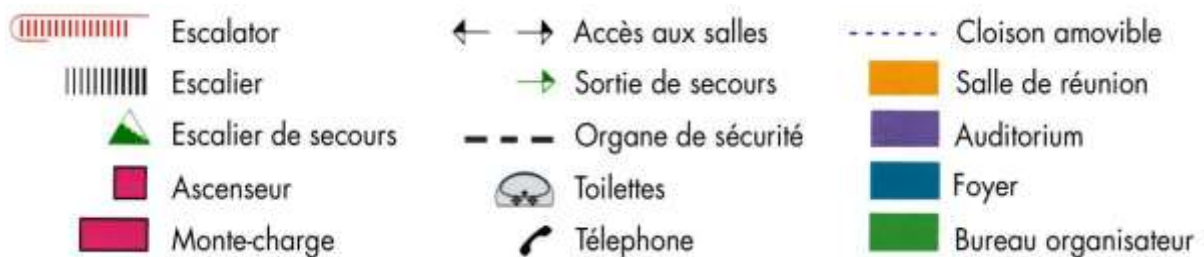 Escalator
Escalier
Escalier de secours
Ascenseur
Monte-charge
Accès aux salles
Sortie de secours
Organe de sécurité
Toilettes
Télephone
Cloison amovible
Salle de réunion
Auditorium
Foyer
Bureau organisateur